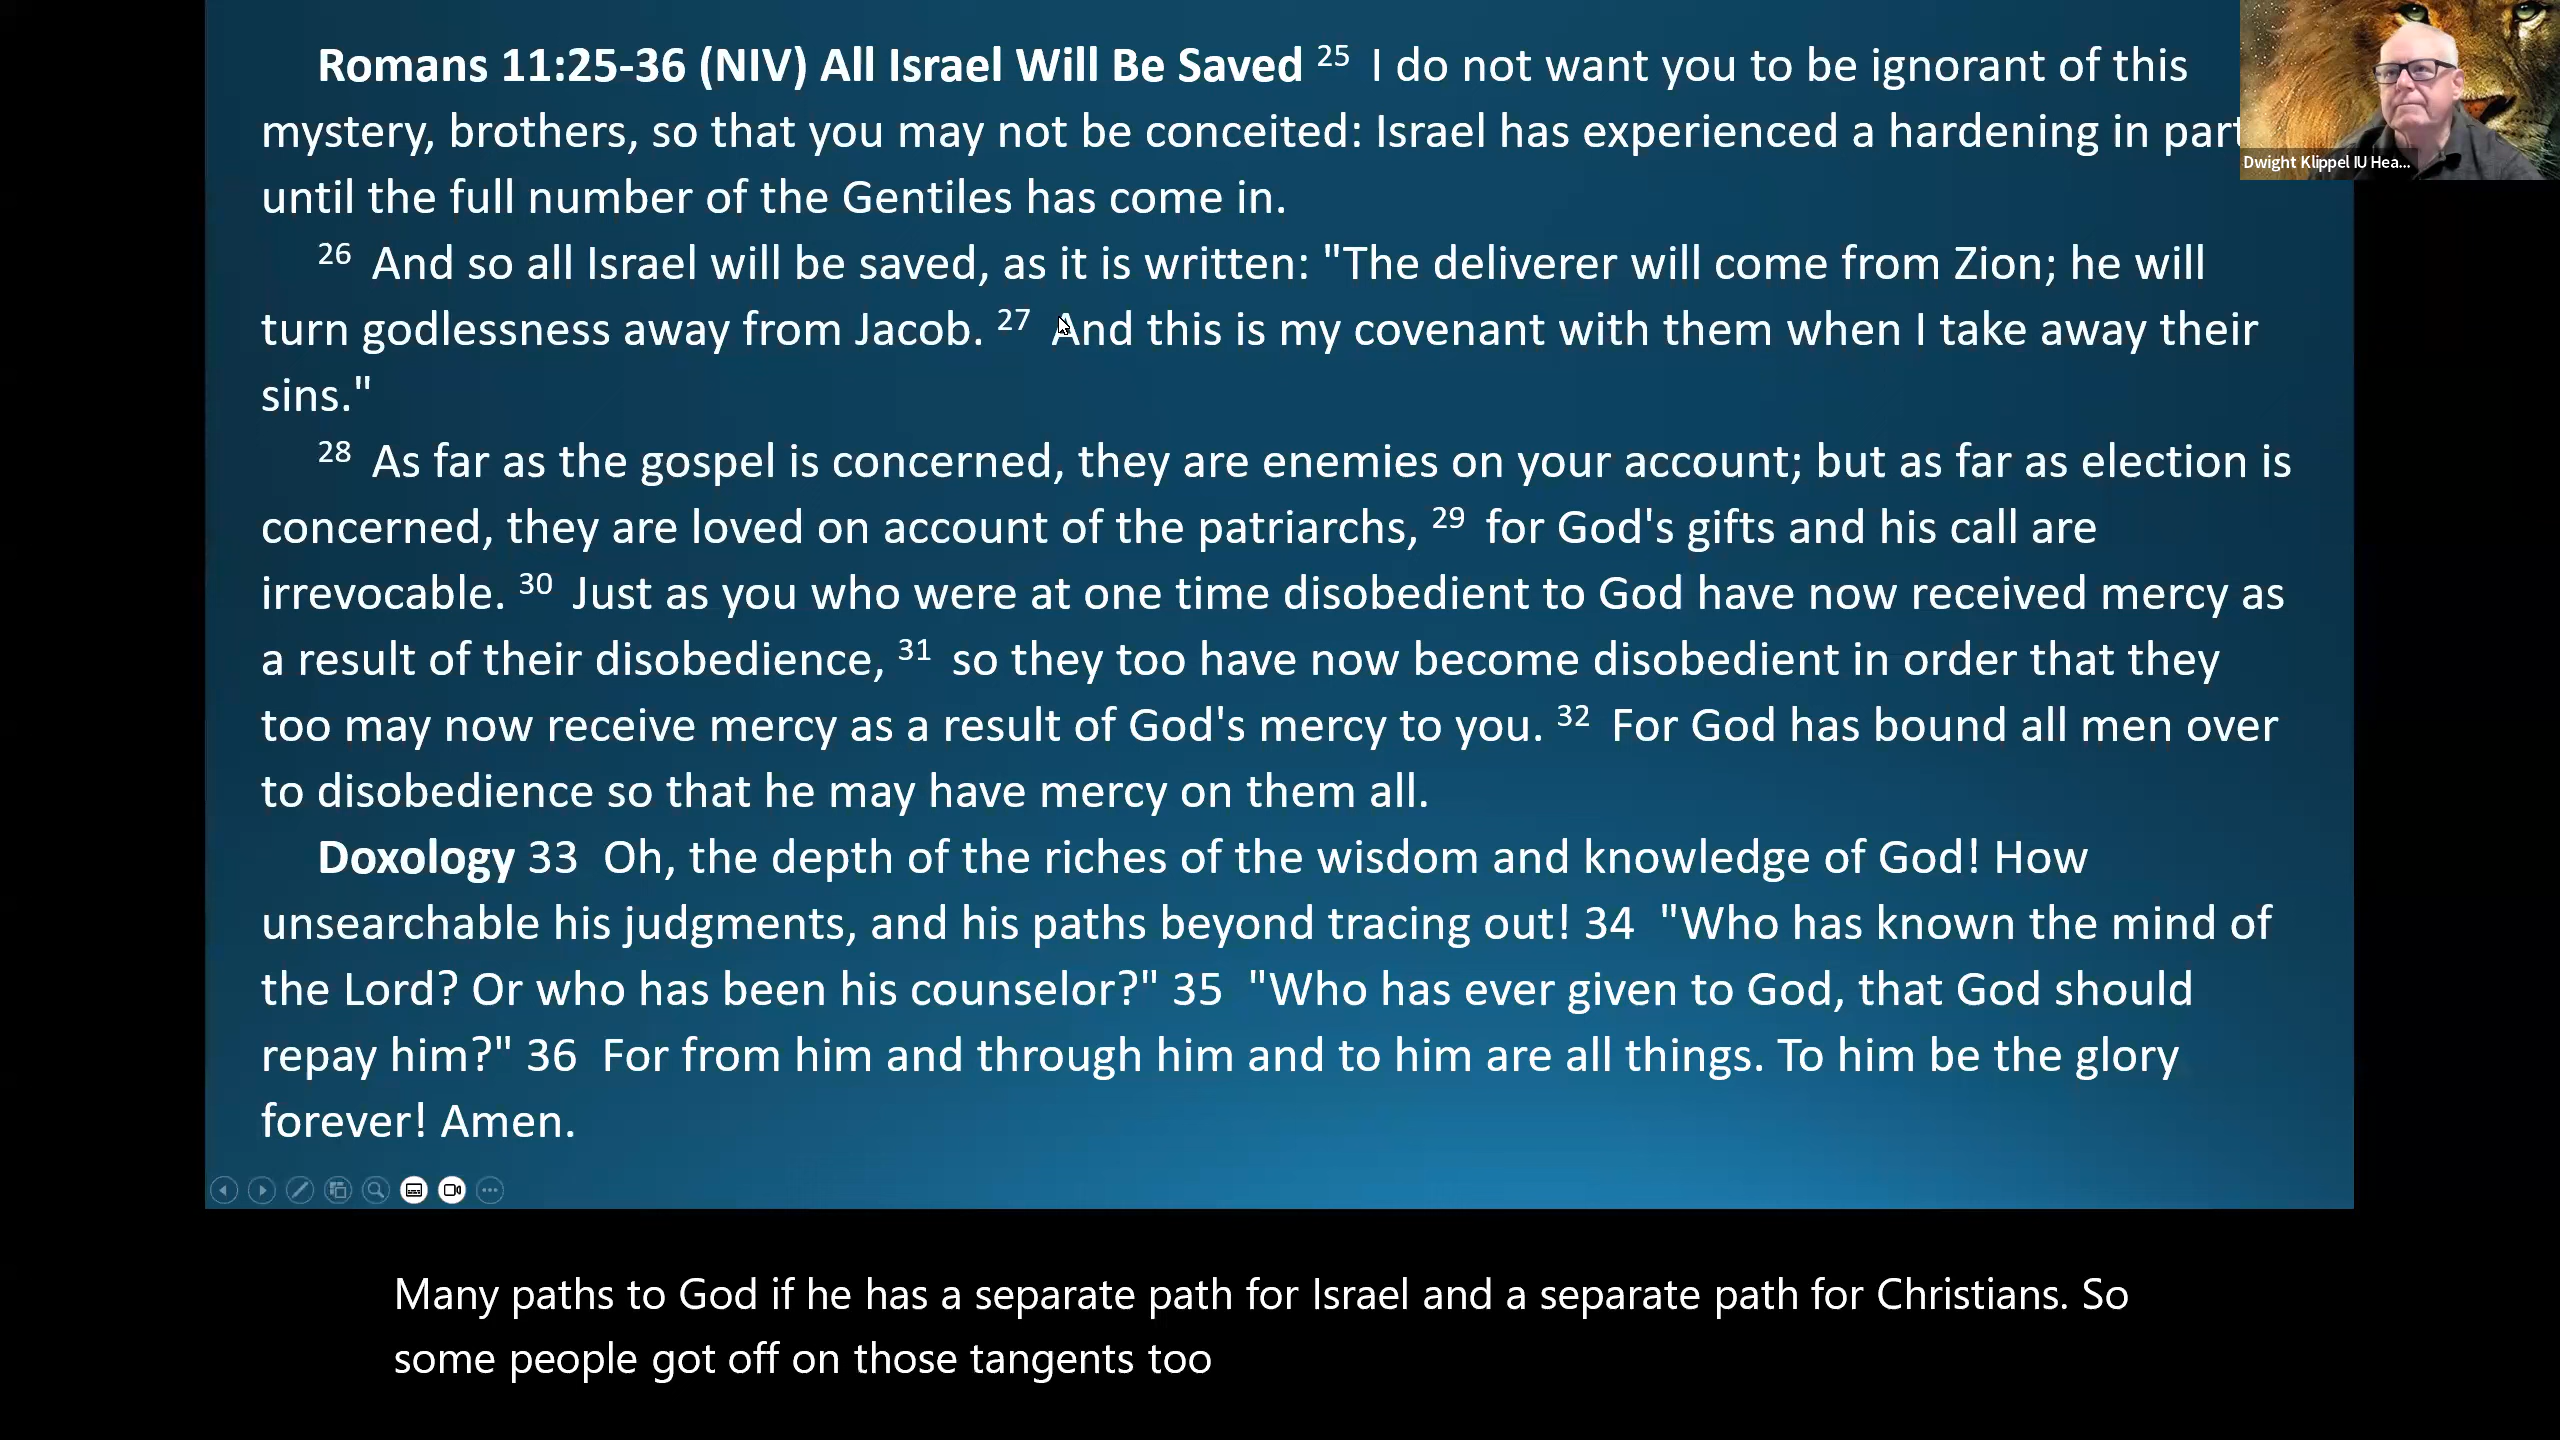 Romans 11:25-36 (NIV) All Israel Will Be Saved 25 I do not want you to be ignorant of this
mystery, brothers, so that you may not be conceited: Israel has experienced a hardening in part
until the full number of the Gentiles has come in.
26 And so all Israel will be saved, as it is written: "The deliverer will come from Zion; he will
turn godlessness away from Jacob. 27 And this is my covenant with them when I take away their
sins."
28 As far as the gospel is concerned, they are enemies on your account; but as far as election is
concerned, they are loved on account of the patriarchs, 29 for God's gifts and his call are
irrevocable. 30 Just as you who were at one time disobedient to God have now received mercy as
a result of their disobedience, 31 so they too have now become disobedient in order that they
too may now receive mercy as a result of God's mercy to you. 32 For God has bound all men over
to disobedience so that he may have mercy on them all.
Doxology 33 Oh, the depth of the riches of the wisdom and knowledge of God! How
unsearchable his judgments, and his paths beyond tracing out! 34 "Who has known the mind of
the Lord? Or who has been his counselor?" 35 "Who has ever given to God, that God should
repay him?" 36 For from him and through him and to him are all things. To him be the glory
forever! Amen.
Dwight Klippel IU Hea...
Many paths to God if he has a separate path for Israel and a separate path for Christians. So
some people got off on those tangents too